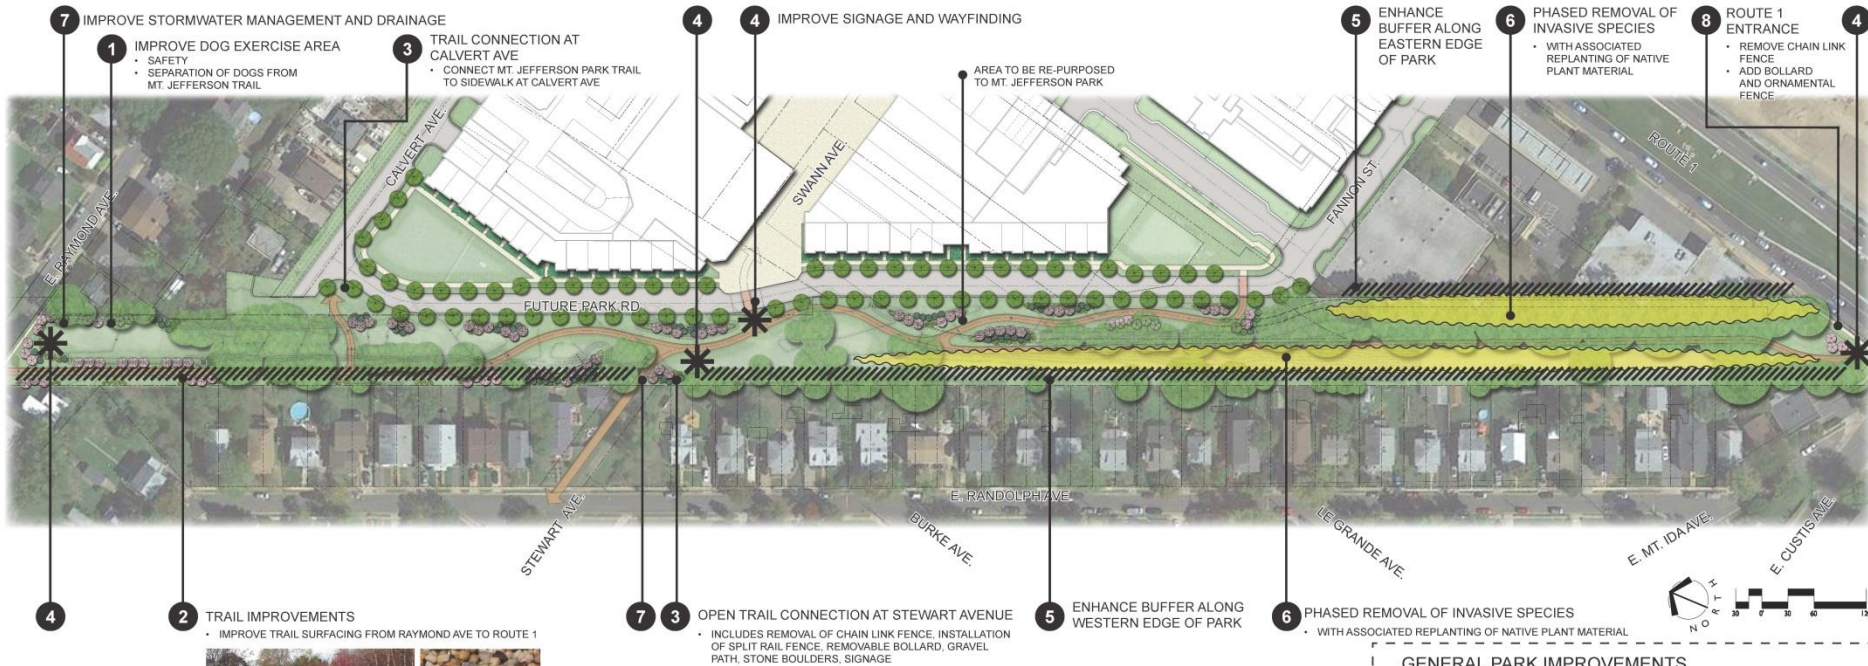 7 IMPROVE STORMWATER MANAGEMENT AND DRAINAGE
1 IMPROVE DOG EXERCISE AREA
• SAFETY
• SEPARATION OF DOGS FROM
MT. JEFFERSON TRAIL
3 TRAIL CONNECTION AT
CALVERT AVE
• CONNECT MT. JEFFERSON PARK TRAIL
TO SIDEWALK AT CALVERT AVE
4
4 IMPROVE SIGNAGE AND WAYFINDING
AREA TO BE RE-PURPOSED
TO MT. JEFFERSON PARK
5 ENHANCE
BUFFER ALONG
EASTERN EDGE
OF PARK
6 PHASED REMOVAL OF
INVASIVE SPECIES
• WITH ASSOCIATED
REPLANTING OF NATIVE
PLANT MATERIAL
8 ROUTE 1
ENTRANCE
• REMOVE CHAIN LINK
FENCE
• ADD BOLLARD
AND ORNAMENTAL
FENCE
4
E. RAYMOND AVE.
CALVERT AVE.
SWANN AVE.
FANNON ST.
ROUTE 1
FUTURE PARK RD
E. RANDOLPH AVE.
STEWART AVE.
BURKE AVE.
LE GRANDE AVE.
E. MT. IDA AVE.
E. CUSTIS AVE.
4
2 TRAIL IMPROVEMENTS
• IMPROVE TRAIL SURFACING FROM RAYMOND AVE TO ROUTE 1
7
3 OPEN TRAIL CONNECTION AT STEWART AVENUE
• INCLUDES REMOVAL OF CHAIN LINK FENCE, INSTALLATION
OF SPLIT RAIL FENCE, REMOVABLE BOLLARD, GRAVEL
PATH, STONE BOULDERS, SIGNAGE
5 ENHANCE BUFFER ALONG
WESTERN EDGE OF PARK
6 PHASED REMOVAL OF INVASIVE SPECIES
• WITH ASSOCIATED REPLANTING OF NATIVE PLANT MATERIAL
NORTH
30 0' 30 60
GENERAL PARK IMPROVEMENTS